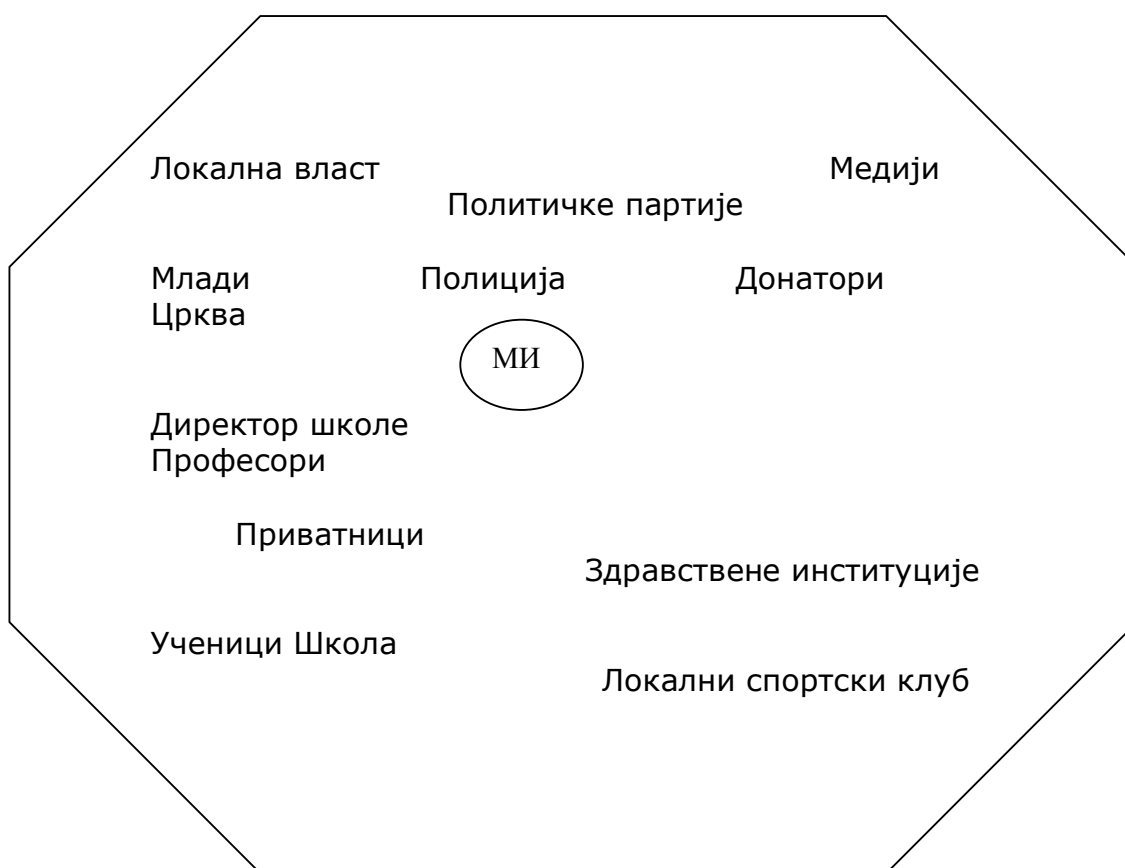 Локална власт Медији
Политичке партије
Млади Полиција Донатори
Црква
МИ
Директор школе
Професори
Приватници
Здравствене институције
Ученици Школа
Локални спортски клуб